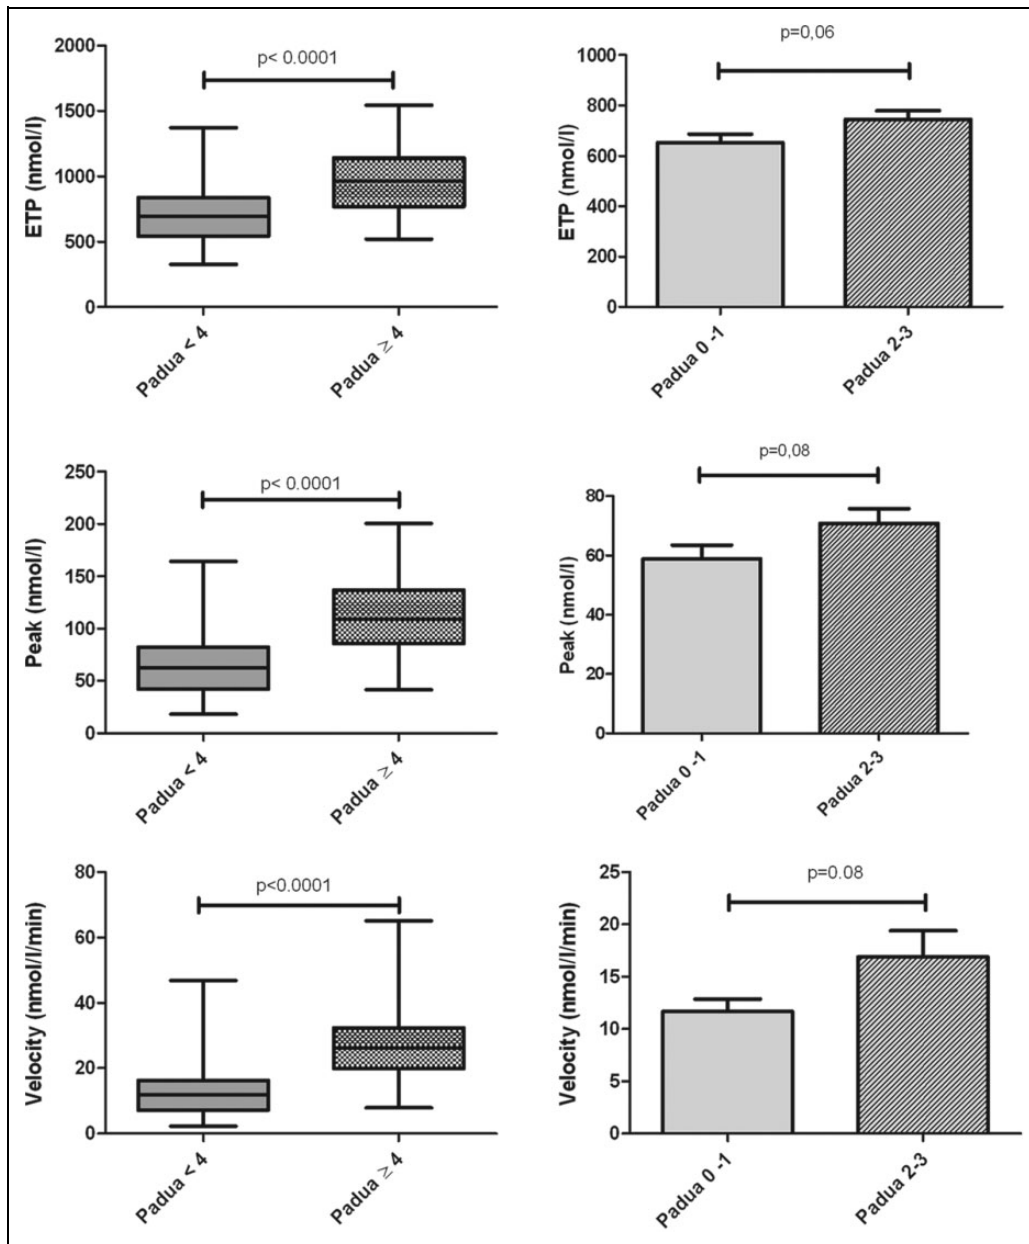 p< 0.0001
ETP (nmol/l)
2000
1500
1000
500
0
Padua < 4
Padua ≥ 4
p=0,06
ETP (nmol/l)
1000
800
600
400
200
0
Padua 0 -1
Padua 2-3
p< 0.0001
Peak (nmol/l)
250
200
150
100
50
0
Padua < 4
Padua ≥ 4
p=0,08
Peak (nmol/l)
80
60
40
20
0
Padua 0 -1
Padua 2-3
p<0.0001
Velocity (nmol/l/min)
80
60
40
20
0
Padua < 4
Padua ≥ 4
p=0.08
Velocity (nmol/l/min)
25
20
15
10
5
0
Padua 0 -1
Padua 2-3